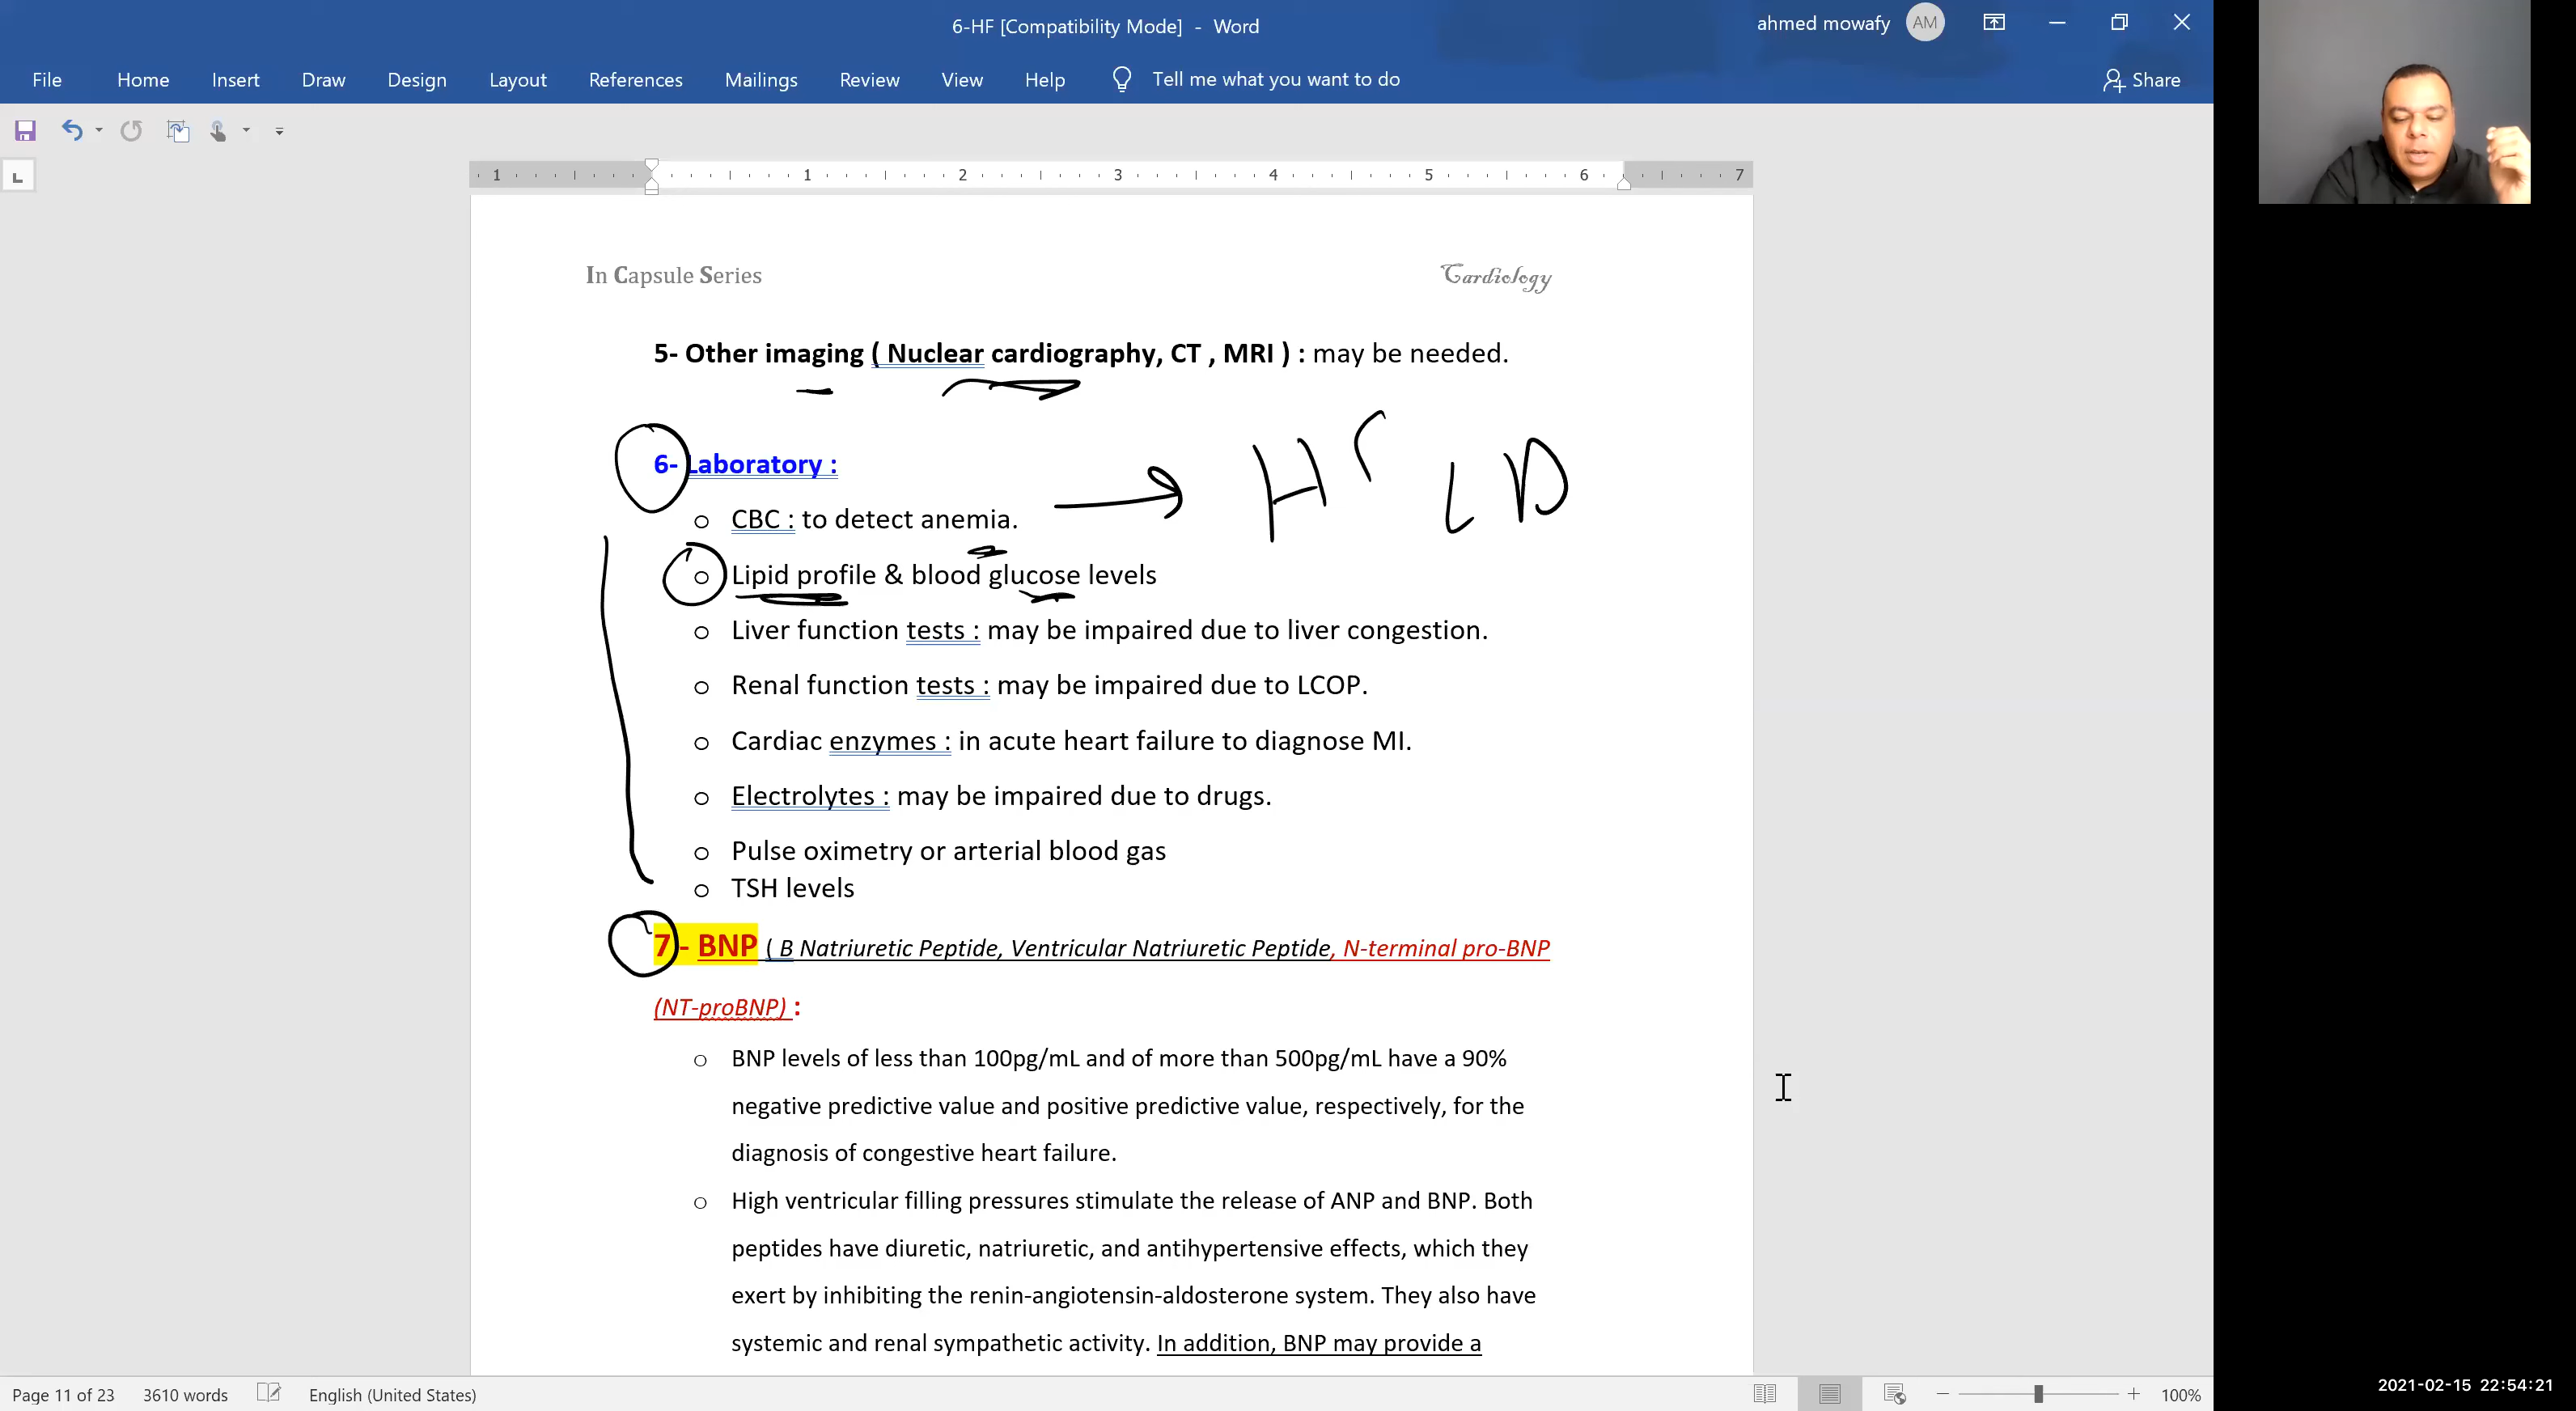 6-HF [Compatibility Mode] - Word
ahmed mowafy AM
File Home Insert Draw Design Layout References Mailings Review View Help Tell me what you want to do Share
1 1 2 3 4 5 6 7
In Capsule Series Cardiology
5- Other imaging ( Nuclear cardiography, CT , MRI ) : may be needed.
6- Laboratory :
o CBC : to detect anemia.
o Lipid profile & blood glucose levels
o Liver function tests : may be impaired due to liver congestion.
o Renal function tests : may be impaired due to LCOP.
o Cardiac enzymes : in acute heart failure to diagnose MI.
o Electrolytes : may be impaired due to drugs.
o Pulse oximetry or arterial blood gas
o TSH levels
7- BNP ( B Natriuretic Peptide, Ventricular Natriuretic Peptide, N-terminal pro-BNP
(NT-proBNP) :
o BNP levels of less than 100pg/mL and of more than 500pg/mL have a 90%
negative predictive value and positive predictive value, respectively, for the
diagnosis of congestive heart failure.
o High ventricular filling pressures stimulate the release of ANP and BNP. Both
peptides have diuretic, natriuretic, and antihypertensive effects, which they
exert by inhibiting the renin-angiotensin-aldosterone system. They also have
systemic and renal sympathetic activity. In addition, BNP may provide a
Page 11 of 23 3610 words English (United States) 100%
2021-02-15 22:54:21